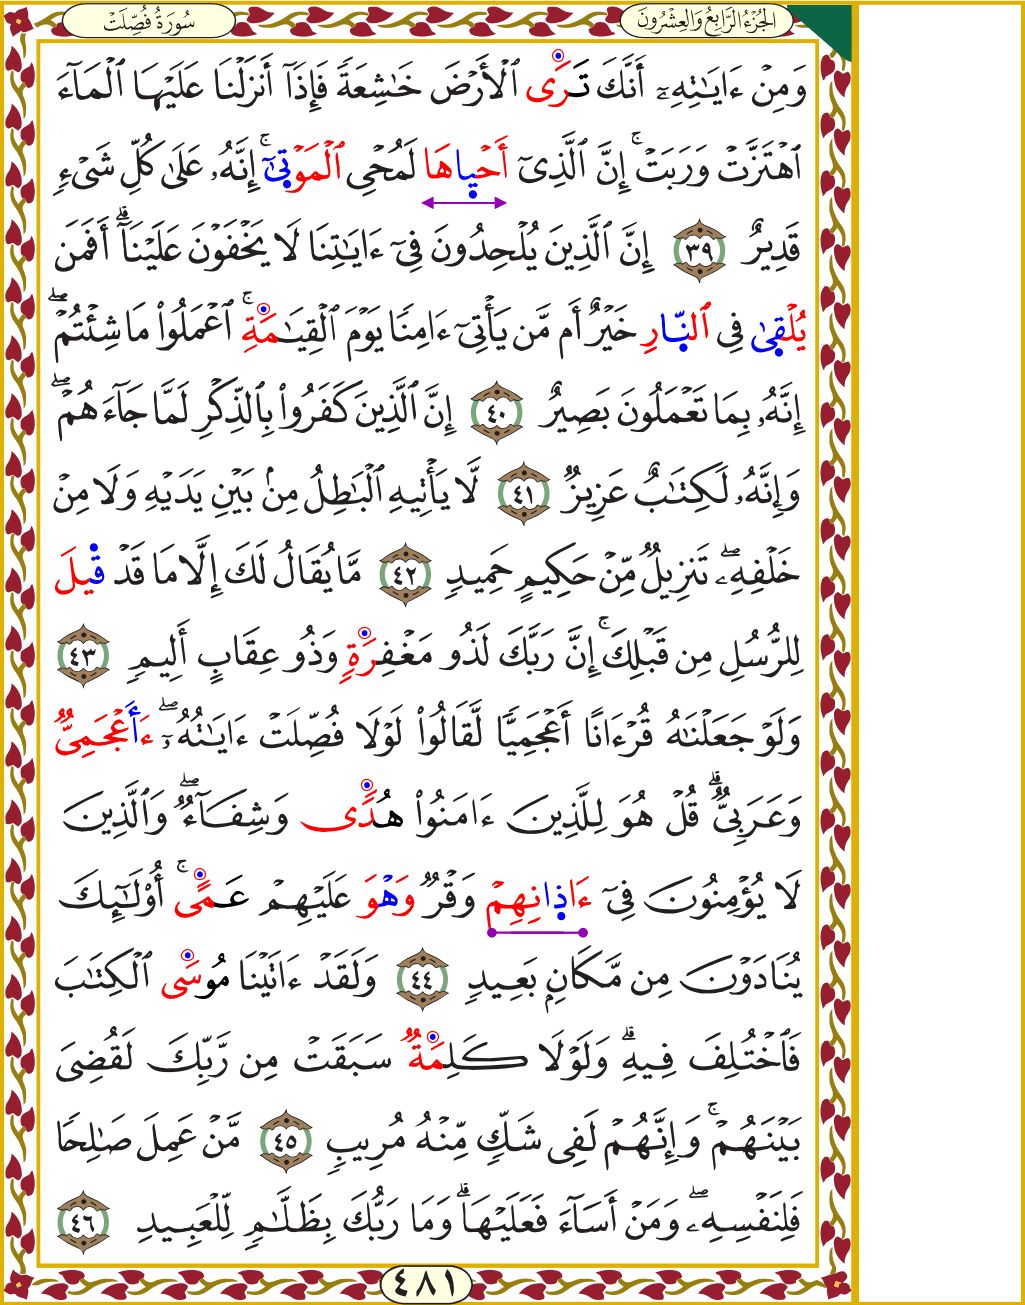 الجُزْءُ الرَّابِعُ وَالعِشْرُونَ
سُورَةُ فُصِّلَتْ
وَمِنْ ءَايَٰتِهِۦٓ أَنَّكَ تَرَى ٱلْأَرْضَ خَٰشِعَةً فَإِذَآ أَنزَلْنَا عَلَيْهَا ٱلْمَآءَ
ٱهْتَزَّتْ وَرَبَتْ ۚ إِنَّ ٱلَّذِىٓ أَحْيَاهَا لَمُحْىِ ٱلْمَوْتَىٰٓ ۚ إِنَّهُۥ عَلَىٰ كُلِّ شَىْءٍ
قَدِيرٌ ٣٩ إِنَّ ٱلَّذِينَ يُلْحِدُونَ فِىٓ ءَايَٰتِنَا لَا يَخْفَوْنَ عَلَيْنَآ ۗ أَفَمَن
يُلْقَىٰ فِى ٱلنَّارِ خَيْرٌ أَم مَّن يَأْتِىٓ ءَامِنًا يَوْمَ ٱلْقِيَٰمَةِ ۚ ٱعْمَلُوا۟ مَا شِئْتُمْ ۖ
إِنَّهُۥ بِمَا تَعْمَلُونَ بَصِيرٌ ٤٠ إِنَّ ٱلَّذِينَ كَفَرُوا۟ بِٱلذِّكْرِ لَمَّا جَآءَهُمْ ۖ
وَإِنَّهُۥ لَكِتَٰبٌ عَزِيزٌ ٤١ لَّا يَأْتِيهِ ٱلْبَٰطِلُ مِنۢ بَيْنِ يَدَيْهِ وَلَا مِنْ
خَلْفِهِۦ ۖ تَنزِيلٌ مِّنْ حَكِيمٍ حَمِيدٍ ٤٢ مَّا يُقَالُ لَكَ إِلَّا مَا قَدْ قِيلَ
لِلرُّسُلِ مِن قَبْلِكَ ۚ إِنَّ رَبَّكَ لَذُو مَغْفِرَةٍ وَذُو عِقَابٍ أَلِيمٍ ٤٣
وَلَوْ جَعَلْنَٰهُ قُرْءَانًا أَعْجَمِيًّا لَّقَالُوا۟ لَوْلَا فُصِّلَتْ ءَايَٰتُهُۥٓ ۖ ءَأَعْجَمِىٌّ
وَعَرَبِىٌّ ۗ قُلْ هُوَ لِلَّذِينَ ءَامَنُوا۟ هُدًى وَشِفَآءٌ ۖ وَٱلَّذِينَ
لَا يُؤْمِنُونَ فِىٓ ءَاذَانِهِمْ وَقْرٌ وَهْوَ عَلَيْهِمْ عَمًى ۚ أُو۟لَٰٓئِكَ
يُنَادَوْنَ مِن مَّكَانٍۭ بَعِيدٍ ٤٤ وَلَقَدْ ءَاتَيْنَا مُوسَى ٱلْكِتَٰبَ
فَٱخْتُلِفَ فِيهِ ۗ وَلَوْلَا كَلِمَةٌ سَبَقَتْ مِن رَّبِّكَ لَقُضِىَ
بَيْنَهُمْ ۚ وَإِنَّهُمْ لَفِى شَكٍّ مِّنْهُ مُرِيبٍ ٤٥ مَّنْ عَمِلَ صَٰلِحًا
فَلِنَفْسِهِۦ ۖ وَمَنْ أَسَآءَ فَعَلَيْهَا ۗ وَمَا رَبُّكَ بِظَلَّٰمٍ لِّلْعَبِيدِ ٤٦
٤٨١